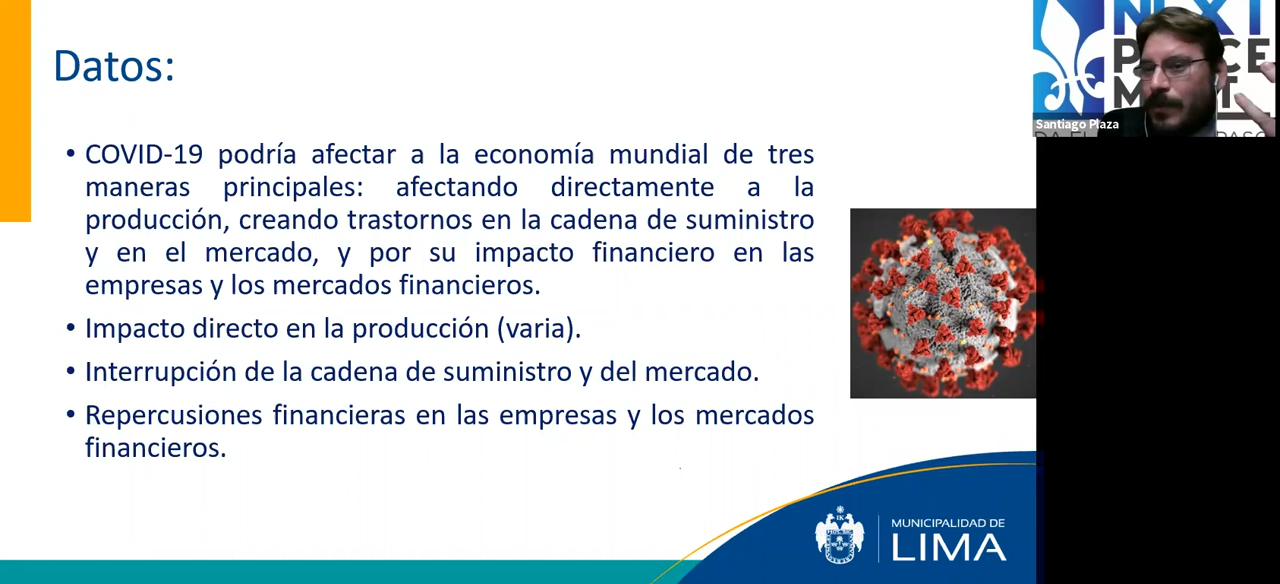 Datos:
• COVID-19 podría afectar a la economía mundial de tres
maneras principales: afectando directamente a la
producción, creando trastornos en la cadena de suministro
y en el mercado, y por su impacto financiero en las
empresas y los mercados financieros.
• Impacto directo en la producción (varia).
• Interrupción de la cadena de suministro y del mercado.
• Repercusiones financieras en las empresas y los mercados
financieros.
MUNICIPALIDAD DE
LIMA
Santiago Plaza